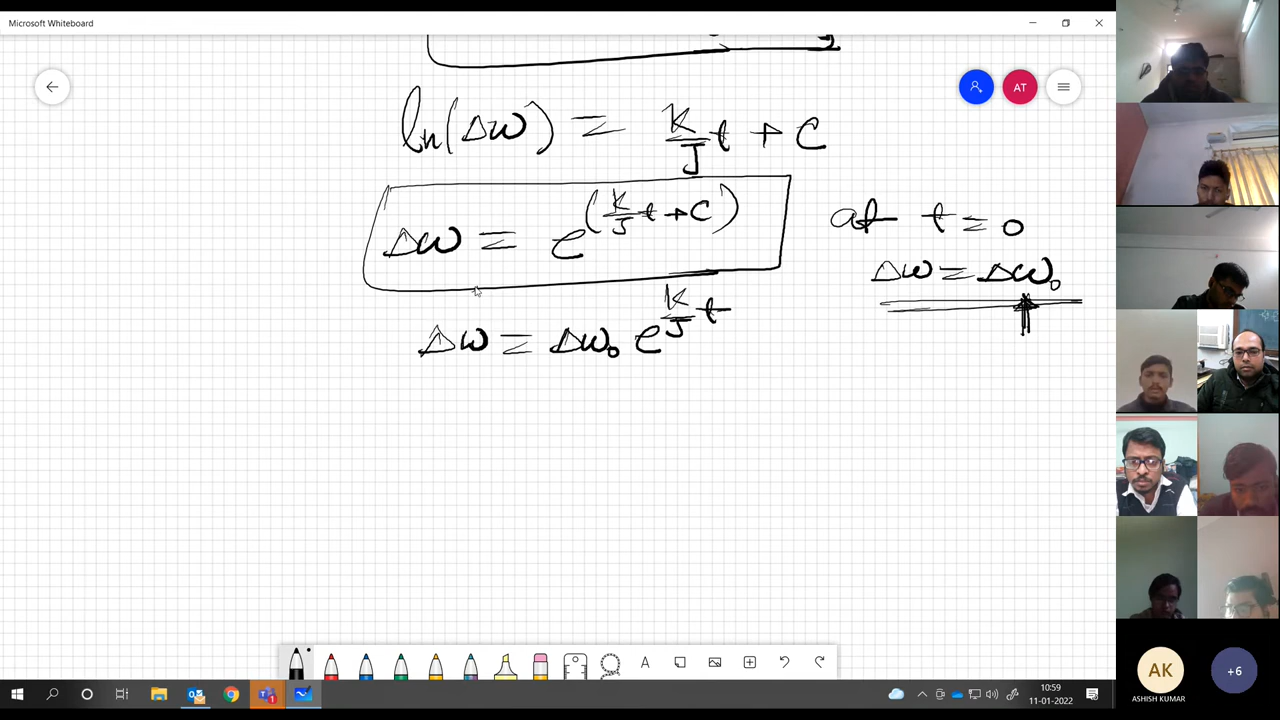 Microsoft Whiteboard
AT
ln(Δω) = K/J t + C
Δω = e^(K/J t + C)
at t = 0
Δω = Δω₀
Δω = Δω₀ e^(K/J t)
A
AK
+6
ASHISH KUMAR
10:59
11-01-2022